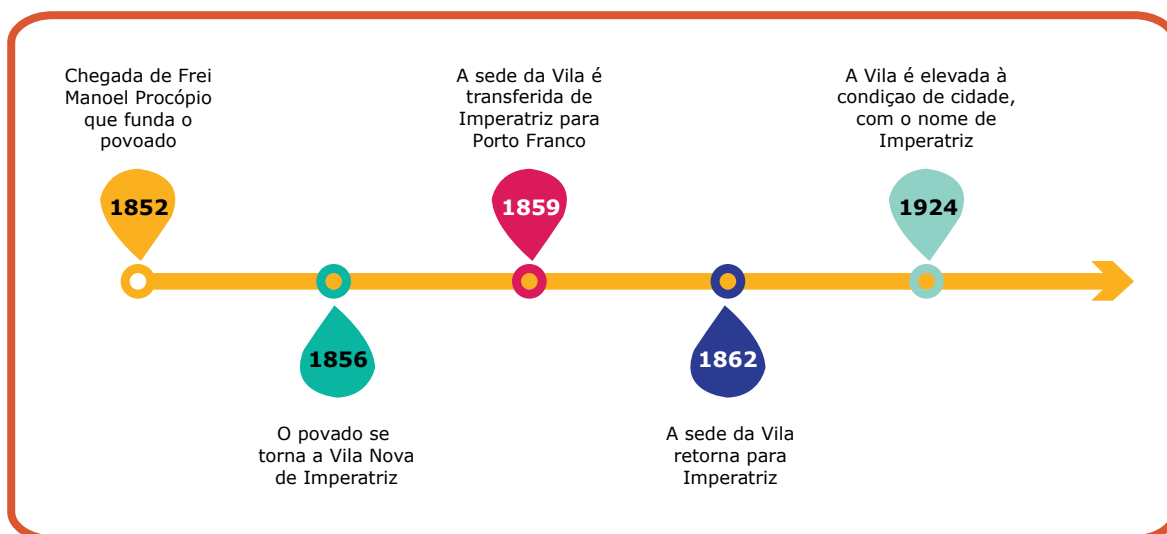 Chegada de Frei
Manoel Procópio
que funda o
povoado
1852
1856
O povado se
torna a Vila Nova
de Imperatriz
A sede da Vila é
transferida de
Imperatriz para
Porto Franco
1859
1862
A sede da Vila
retorna para
Imperatriz
A Vila é elevada à
condiçao de cidade,
com o nome de
Imperatriz
1924